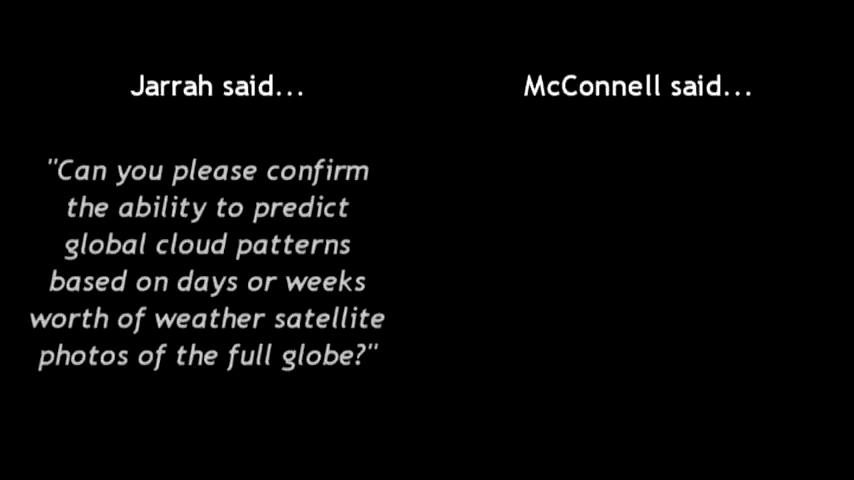 Jarrah said...
McConnell said...
"Can you please confirm
the ability to predict
global cloud patterns
based on days or weeks
worth of weather satellite
photos of the full globe?"